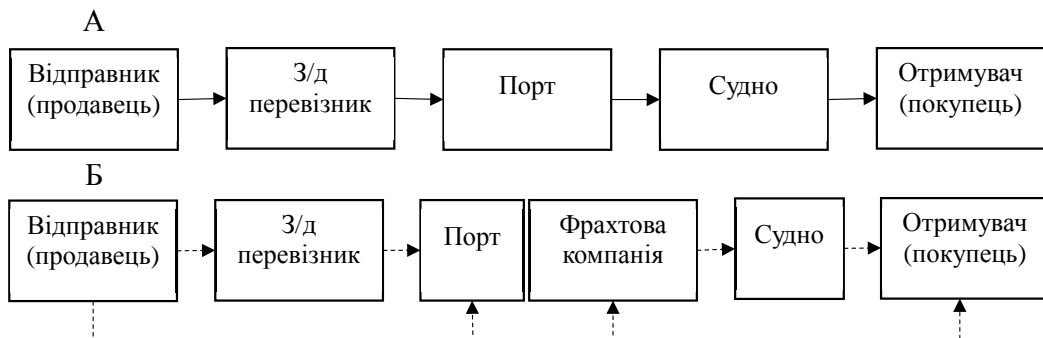 А
Відправник
(продавець)
З/д
перевізник
Порт
Судно
Отримувач
(покупець)
Б
Відправник
(продавець)
З/д
перевізник
Порт
Фрахтова
компанія
Судно
Отримувач
(покупець)